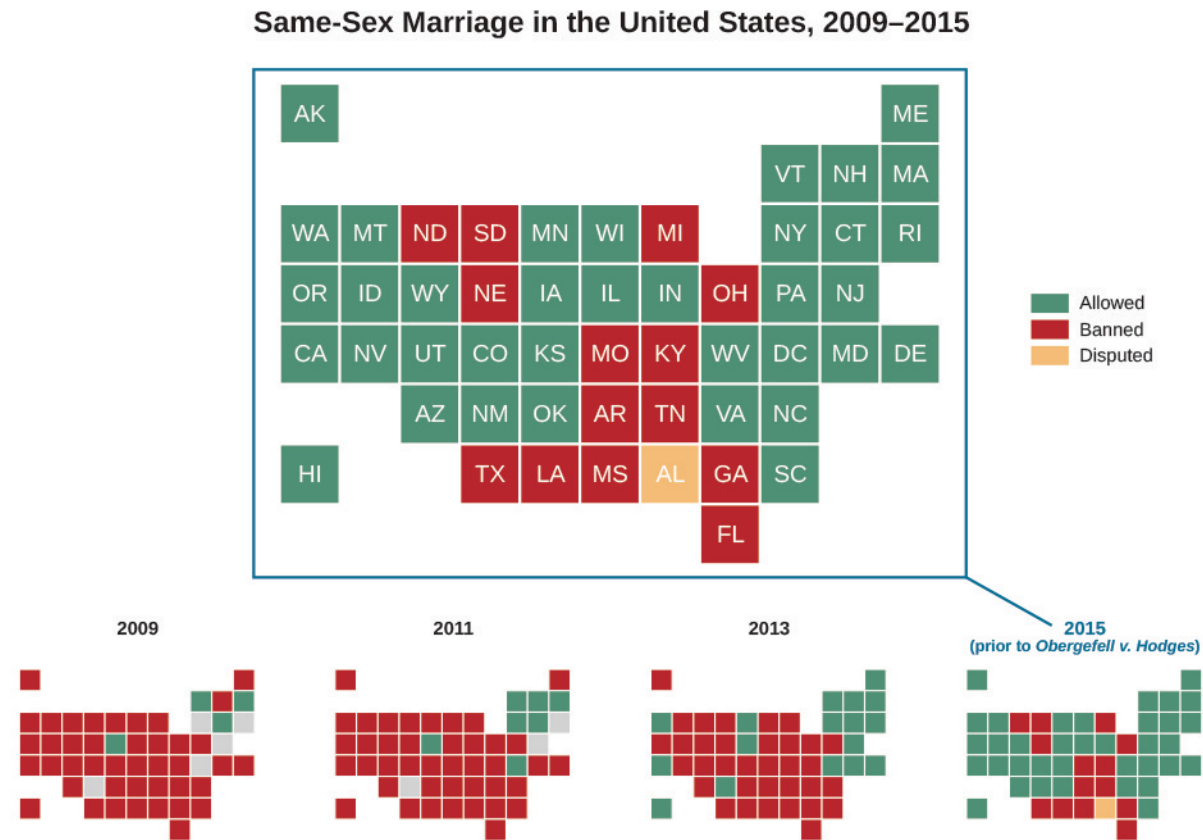 Same-Sex Marriage in the United States, 2009–2015
AK ME
VT NH MA
WA MT ND SD MN WI MI NY CT RI
OR ID WY NE IA IL IN OH PA NJ
CA NV UT CO KS MO KY WV DC MD DE
AZ NM OK AR TN VA NC
HI TX LA MS AL GA SC
FL
Allowed
Banned
Disputed
2009 2011 2013 2015
(prior to Obergefell v. Hodges)